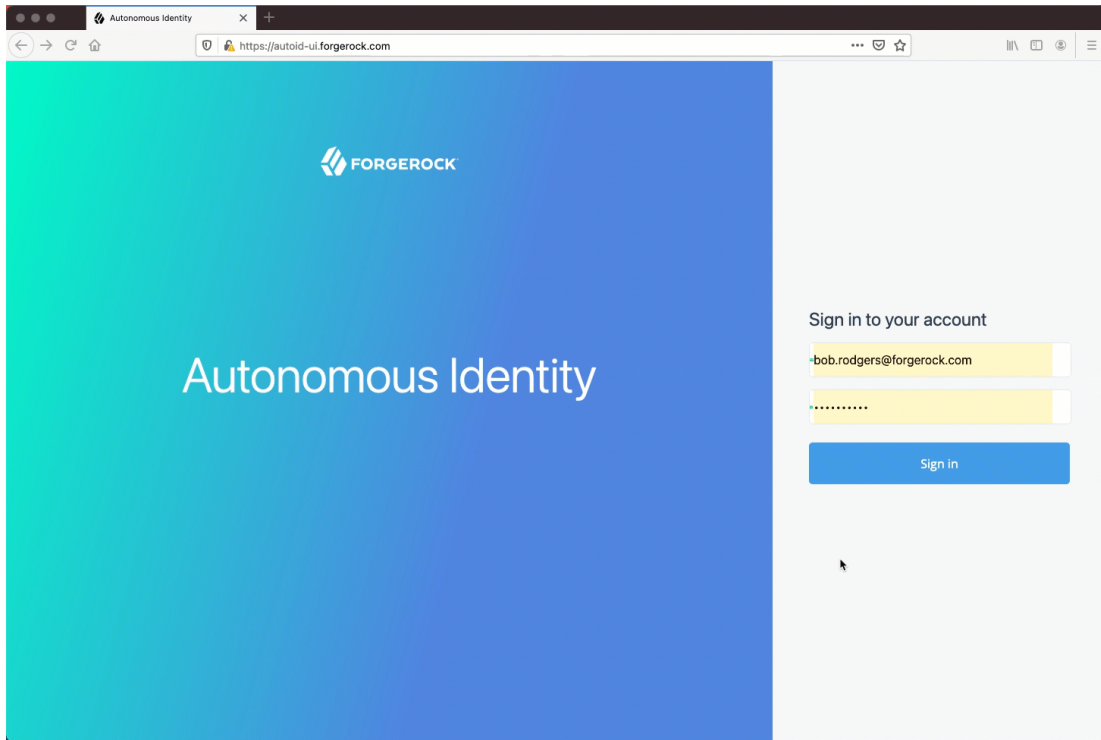 Autonomous Identity
https://autoid-ui.forgerock.com
FORGEROCK
Autonomous Identity
Sign in to your account
bob.rodgers@forgerock.com
••••••••••
Sign in